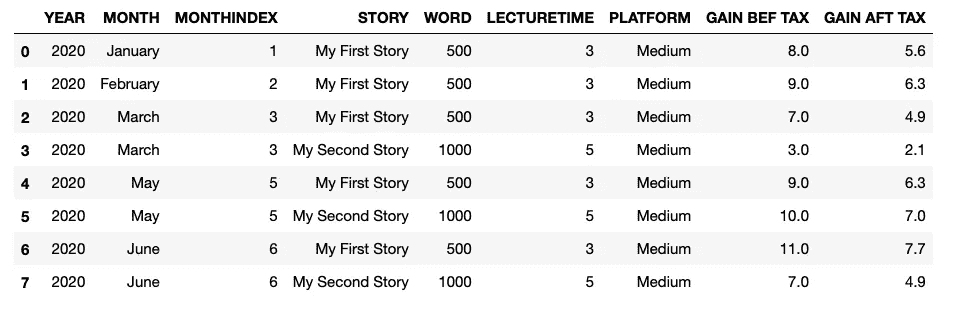 YEAR MONTH MONTHINDEX STORY WORD LECTURETIME PLATFORM GAIN BEF TAX GAIN AFT TAX
0 2020 January 1 My First Story 500 3 Medium 8.0 5.6
1 2020 February 2 My First Story 500 3 Medium 9.0 6.3
2 2020 March 3 My First Story 500 3 Medium 7.0 4.9
3 2020 March 3 My Second Story 1000 5 Medium 3.0 2.1
4 2020 May 5 My First Story 500 3 Medium 9.0 6.3
5 2020 May 5 My Second Story 1000 5 Medium 10.0 7.0
6 2020 June 6 My First Story 500 3 Medium 11.0 7.7
7 2020 June 6 My Second Story 1000 5 Medium 7.0 4.9